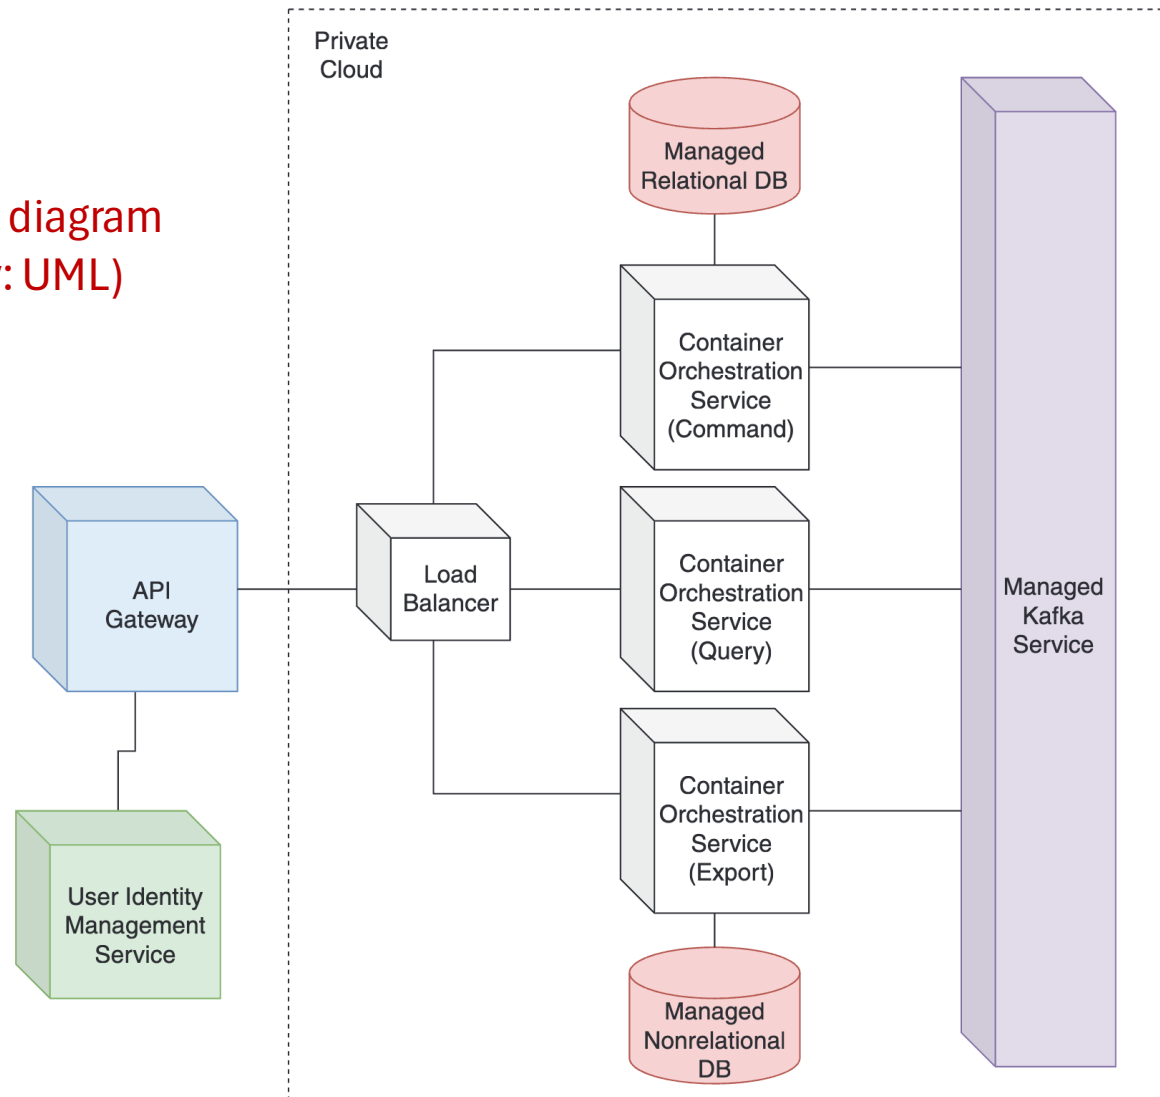 Private
Cloud
diagram
: UML)
Managed
Relational DB
Container
Orchestration
Service
(Command)
API
Gateway
Load
Balancer
Container
Orchestration
Service
(Query)
Managed
Kafka
Service
Container
Orchestration
Service
(Export)
User Identity
Management
Service
Managed
Nonrelational
DB